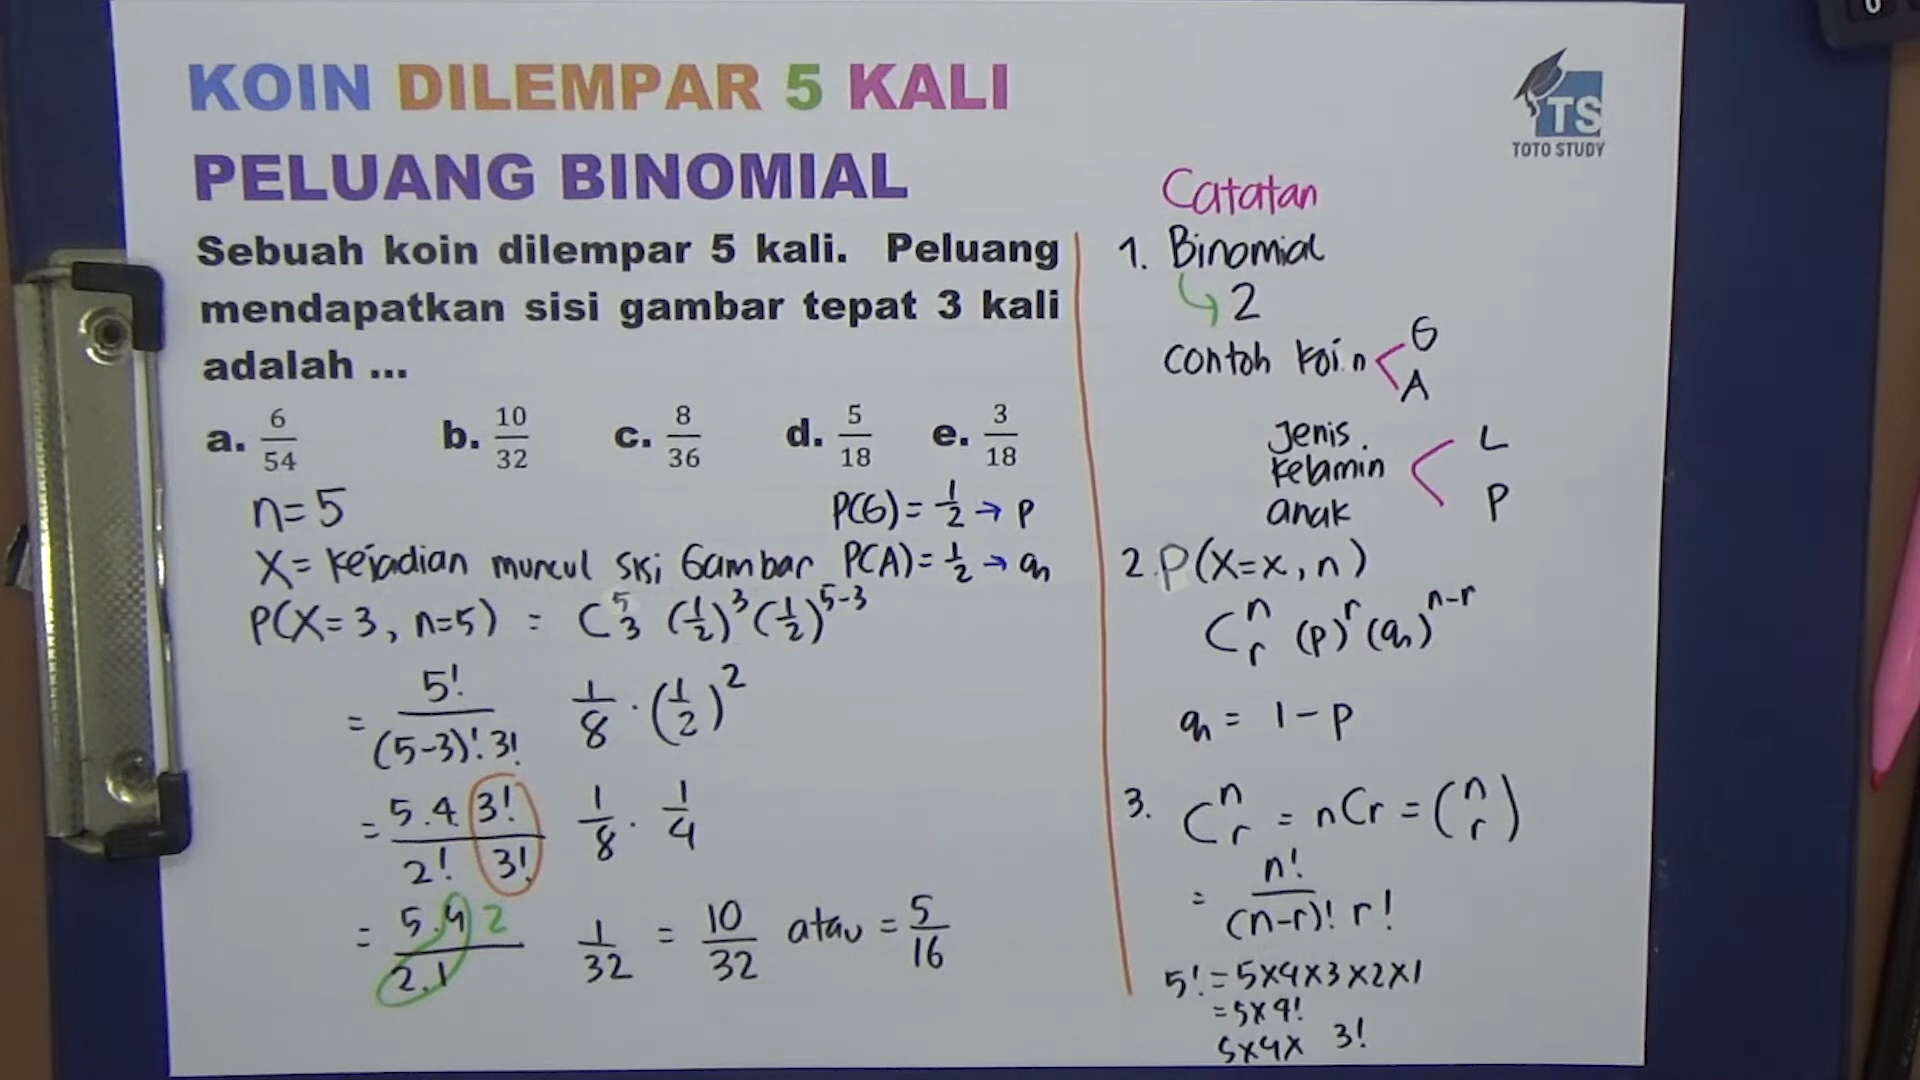 KOIN DILEMPAR 5 KALI
PELUANG BINOMIAL
Sebuah koin dilempar 5 kali. Peluang
mendapatkan sisi gambar tepat 3 kali
adalah ...
a. 6/54 b. 10/32 c. 8/36 d. 5/18 e. 3/18
n=5 P(G) = 1/2 → p
X = Kejadian muncul sisi Gambar P(A) = 1/2 → q
P(X=3, n=5) = C⁵₃ (1/2)³ (1/2)⁵⁻³
= 5!/(5-3)!.3! 1/8 . (1/2)²
= 5.4 3!/2! 3! 1/8 . 1/4
= 5.4 2/2.1 1/32 = 10/32 atau = 5/16
TS
TOTO STUDY
Catatan
1. Binomial
↳ 2
Contoh koin < G
A
Jenis
kelamin
anak < L
P
2. P(X=x, n)
Cⁿᵣ (p)ʳ (q)ⁿ⁻ʳ
q = 1 - p
3. Cⁿᵣ = nCr = (n r)
= n!/(n-r)! r!
5! = 5x4x3x2x1
= 5x4!
5x4x 3!